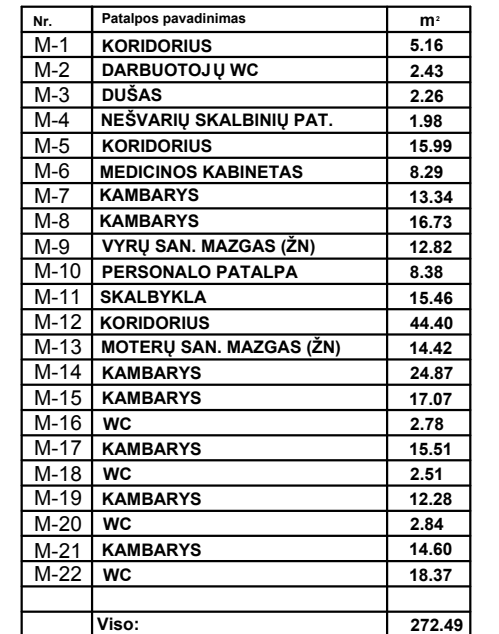 Nr. Patalpos pavadinimas m²
M-1 KORIDORIUS 5.16
M-2 DARBUOTOJŲ WC 2.43
M-3 DUŠAS 2.26
M-4 NEŠVARIŲ SKALBINIŲ PAT. 1.98
M-5 KORIDORIUS 15.99
M-6 MEDICINOS KABINETAS 8.29
M-7 KAMBARYS 13.34
M-8 KAMBARYS 16.73
M-9 VYRŲ SAN. MAZGAS (ŽN) 12.82
M-10 PERSONALO PATALPA 8.38
M-11 SKALBYKLA 15.46
M-12 KORIDORIUS 44.40
M-13 MOTERŲ SAN. MAZGAS (ŽN) 14.42
M-14 KAMBARYS 24.87
M-15 KAMBARYS 17.07
M-16 WC 2.78
M-17 KAMBARYS 15.51
M-18 WC 2.51
M-19 KAMBARYS 12.28
M-20 WC 2.84
M-21 KAMBARYS 14.60
M-22 WC 18.37
Viso: 272.49